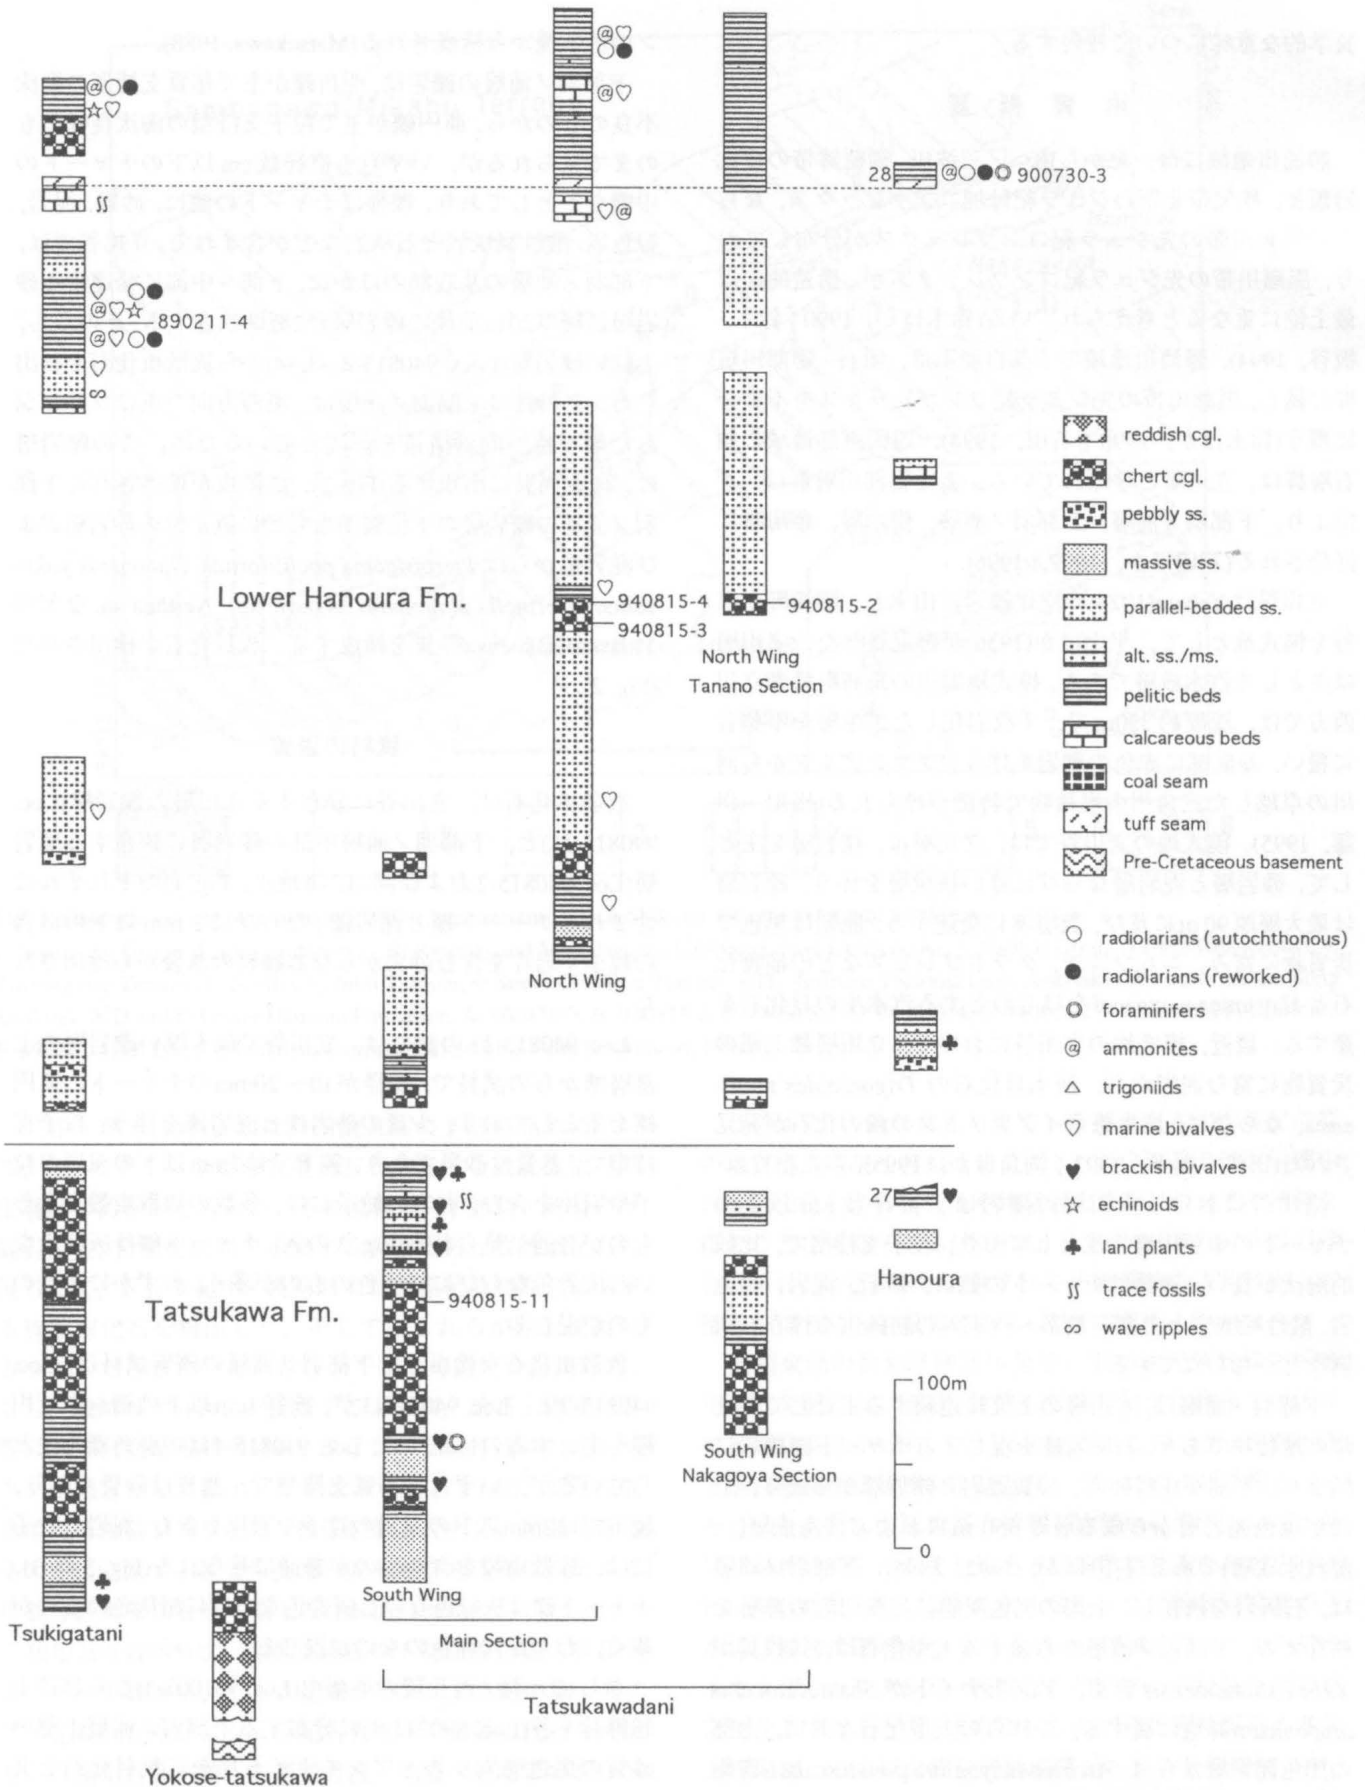 @○●
☆♡
@♡
○●
@♡
28 @○●◎ 900730-3
∬
♡@
♡ ○●
@♡☆ 890211-4
@♡○●
♡
∞
reddish cgl.
chert cgl.
pebbly ss.
massive ss.
parallel-bedded ss.
alt. ss./ms.
pelitic beds
calcareous beds
coal seam
tuff seam
Pre-Cretaceous basement
○ radiolarians (autochthonous)
● radiolarians (reworked)
◎ foraminifers
@ ammonites
△ trigoniids
♡ marine bivalves
♥ brackish bivalves
☆ echinoids
♣ land plants
∬ trace fossils
∞ wave ripples
Lower Hanoura Fm.
♡
940815-4
940815-3
940815-2
North Wing
Tanano Section
♡
♡
♡
North Wing
♣
♥♣
♥∬
♣
♥
27 ♥
Hanoura
Tatsukawa Fm.
940815-11
♥◎
♥
South Wing
Nakagoya Section
100m
0
♣
♥
Tsukigatani
South Wing
Main Section
Tatsukawadani
Yokose-tatsukawa